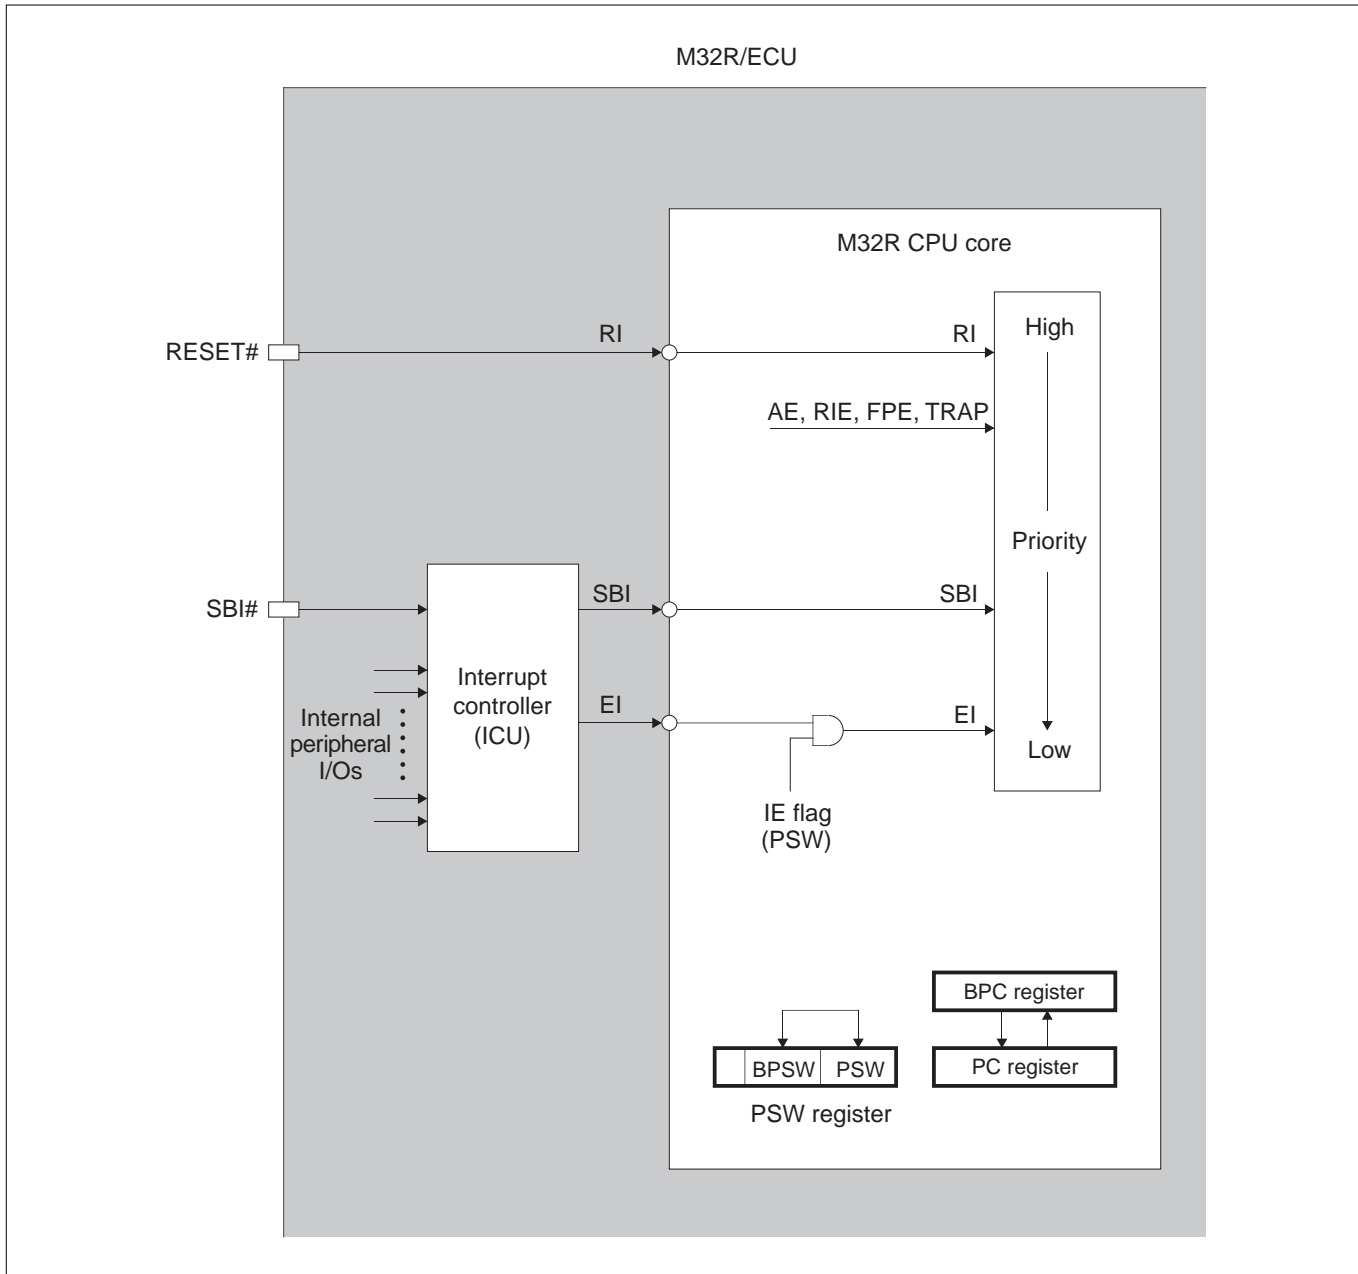 M32R/ECU
M32R CPU core
RESET#
RI
RI
High
AE, RIE, FPE, TRAP
Priority
SBI#
SBI
SBI
Interrupt
controller
(ICU)
Internal
peripheral
I/Os
EI
EI
Low
IE flag
(PSW)
BPC register
BPSW
PSW
PC register
PSW register